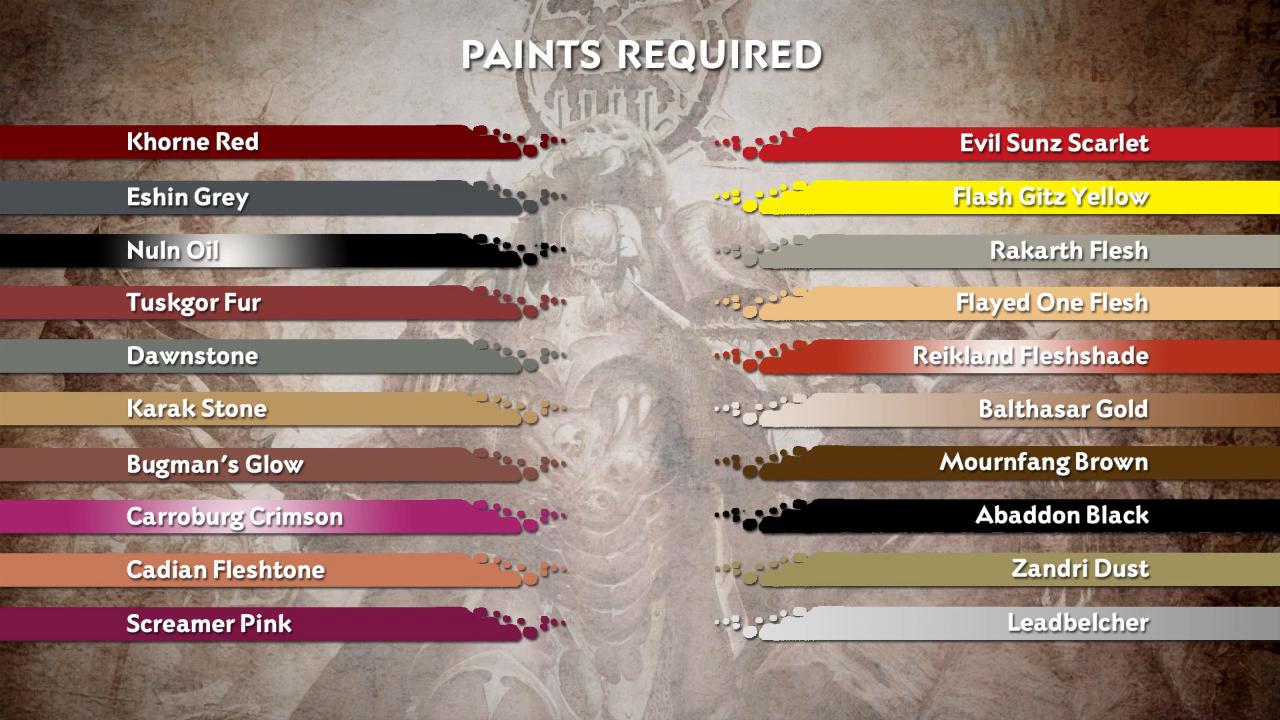 PAINTS REQUIRED
Khorne Red
Eshin Grey
Nuln Oil
Tuskgor Fur
Dawnstone
Karak Stone
Bugman's Glow
Carroburg Crimson
Cadian Fleshtone
Screamer Pink
Evil Sunz Scarlet
Flash Gitz Yellow
Rakarth Flesh
Flayed One Flesh
Reikland Fleshshade
Balthasar Gold
Mournfang Brown
Abaddon Black
Zandri Dust
Leadbelcher